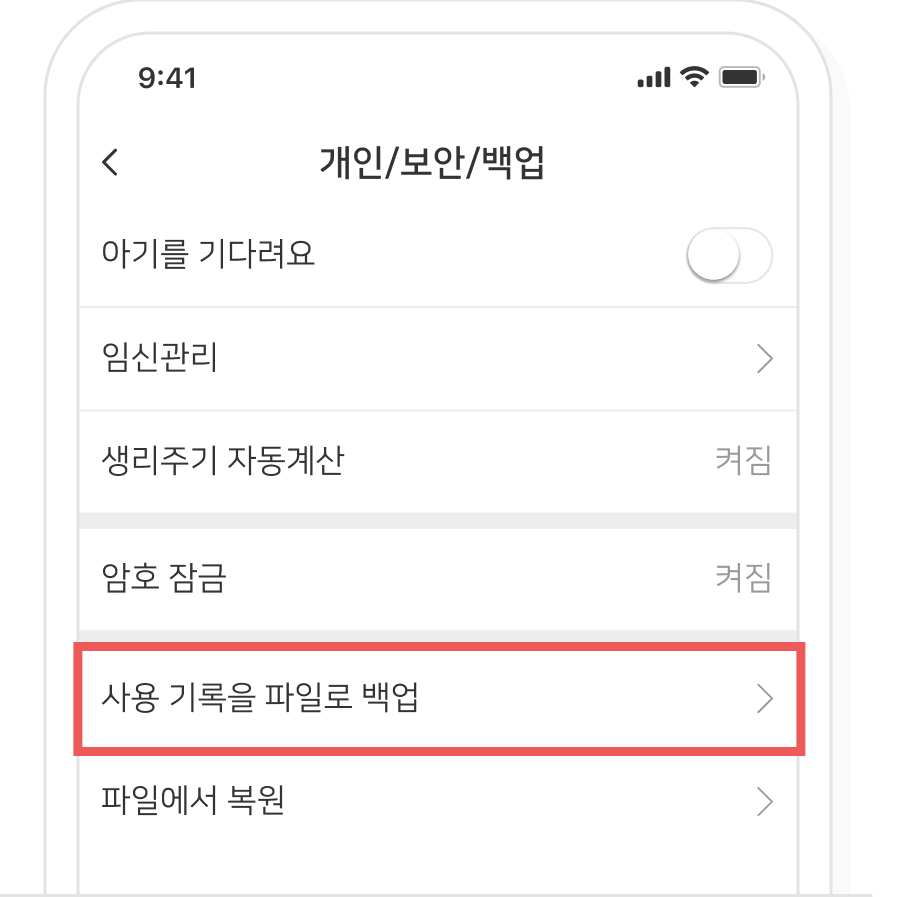 9:41
개인/보안/백업
아기를 기다려요
임신관리
생리주기 자동계산 켜짐
암호 잠금 켜짐
사용 기록을 파일로 백업
파일에서 복원